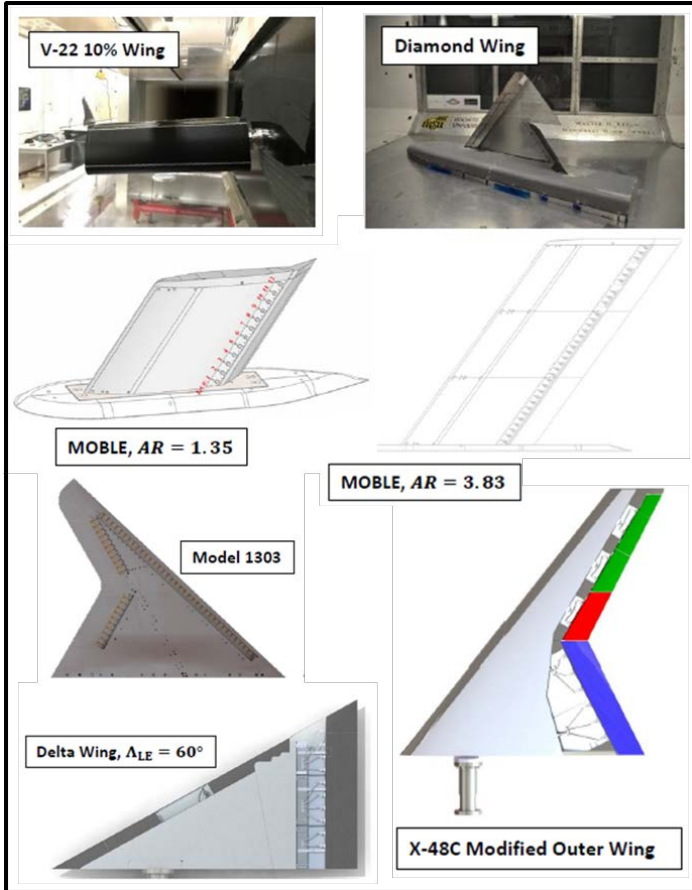 V-22 10% Wing
Diamond Wing
MOBLE, AR = 1.35
MOBLE, AR = 3.83
Model 1303
Delta Wing, Λ_LE = 60°
X-48C Modified Outer Wing